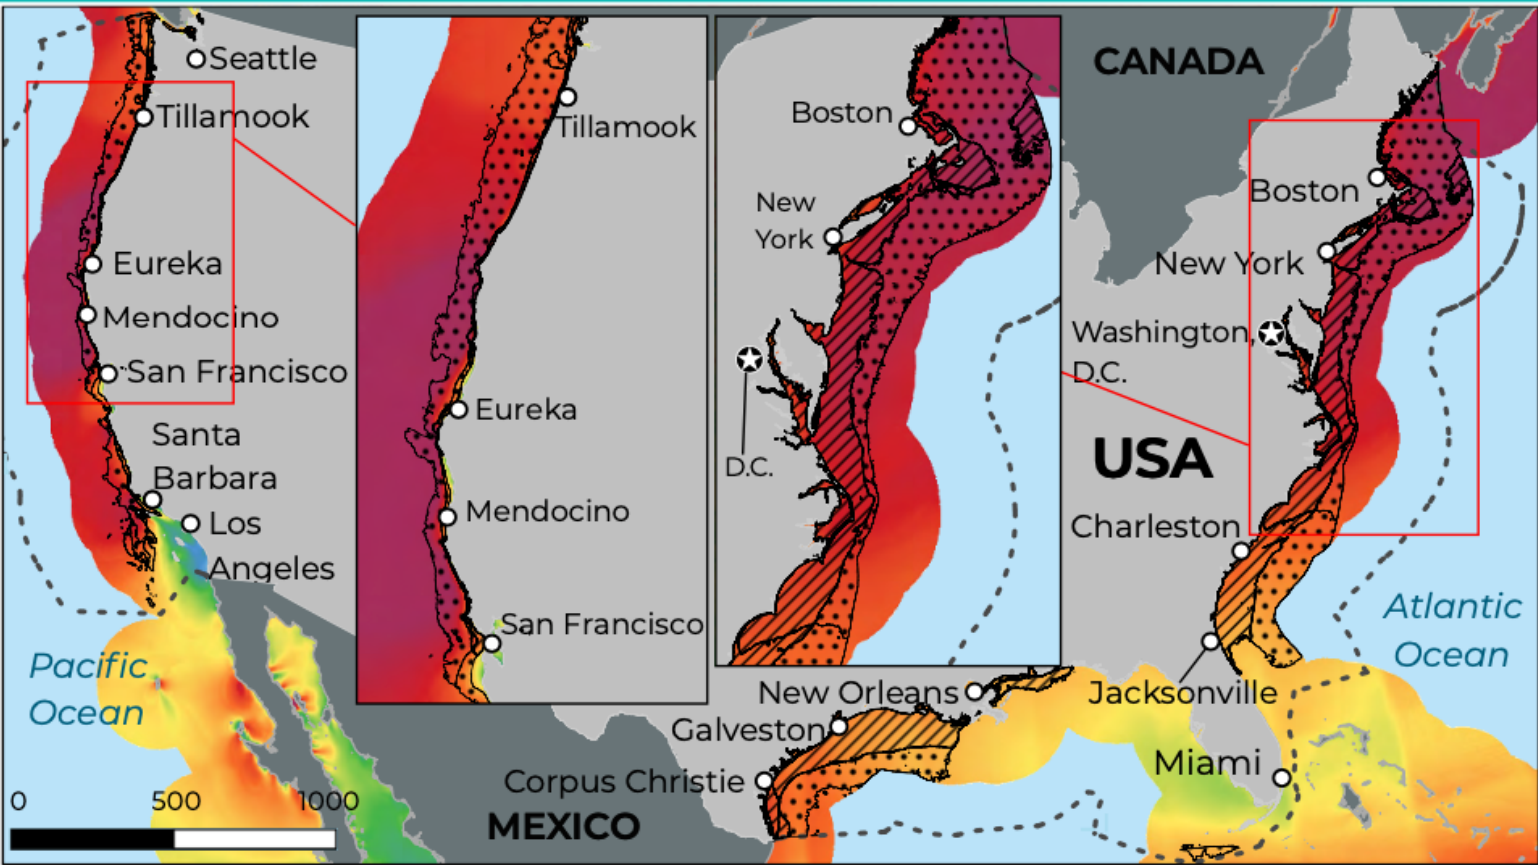 Seattle
Tillamook
Eureka
Mendocino
San Francisco
Santa
Barbara
Los
Angeles
Pacific
Ocean
0 500 1000
Tillamook
Eureka
Mendocino
San Francisco
Boston
New
York
D.C.
CANADA
Boston
New York
Washington,
D.C.
USA
Charleston
Atlantic
Ocean
Jacksonville
New Orleans
Galveston
Corpus Christie
Miami
MEXICO